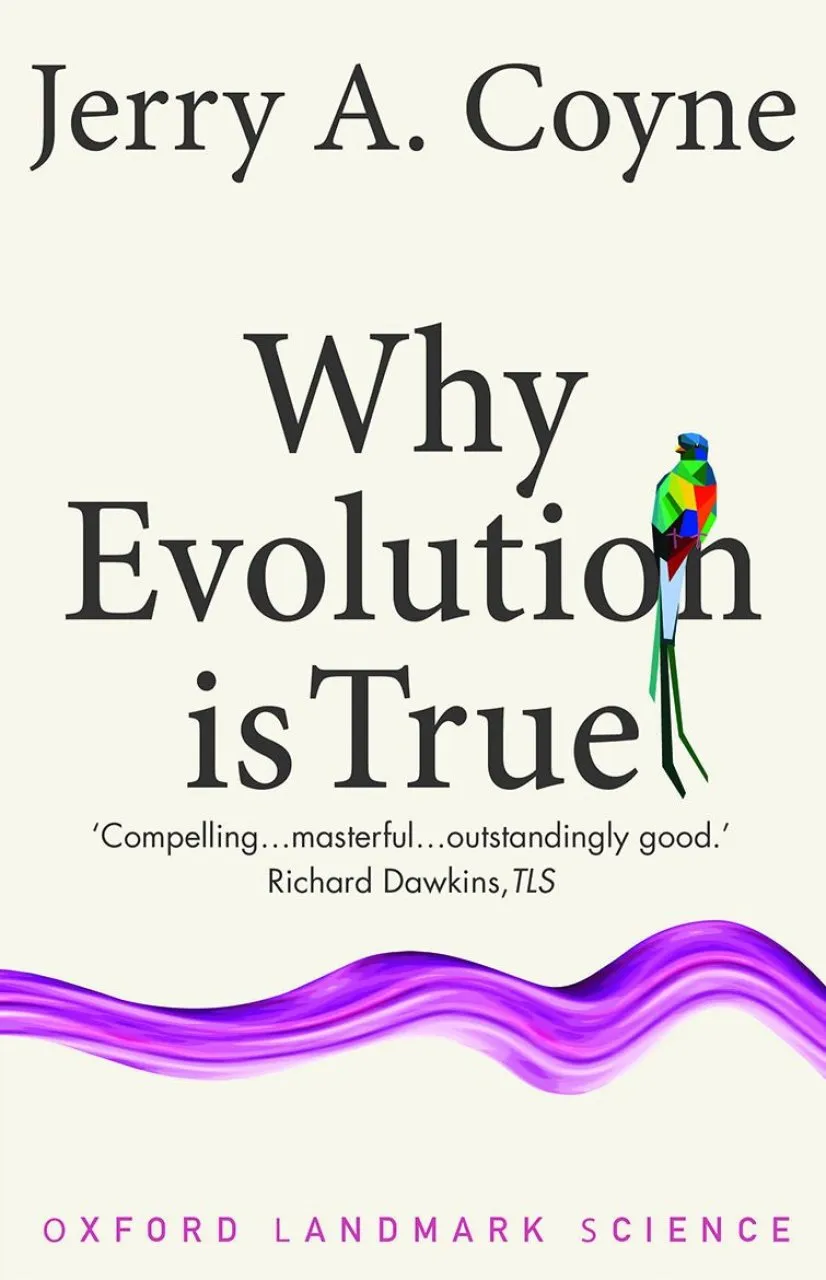 Jerry A. Coyne
Why
Evolution
is True
‘Compelling...masterful...outstandingly good.’
Richard Dawkins, TLS
OXFORD LANDMARK SCIENCE